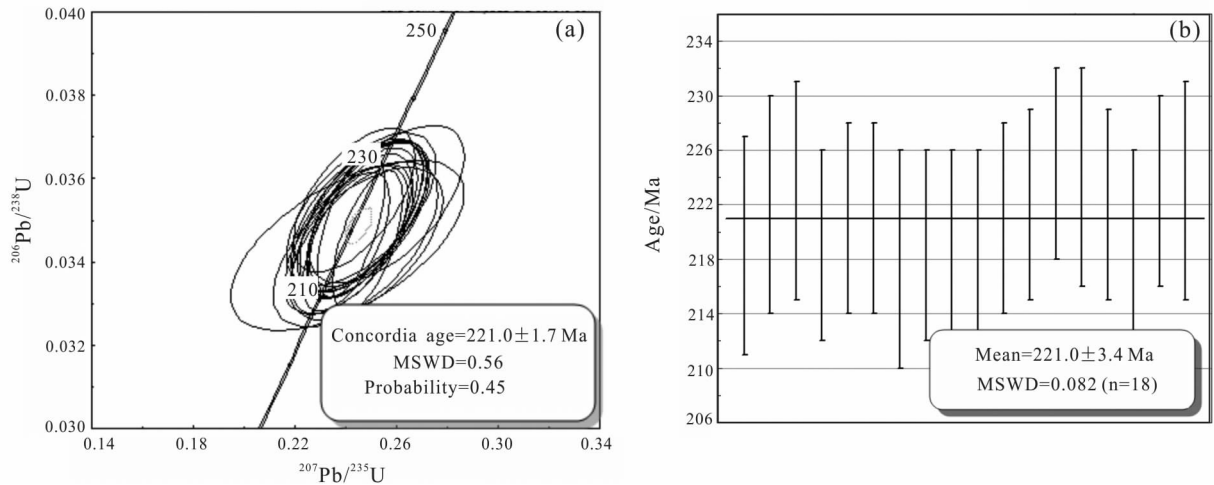 (a)
0.040
0.038
0.036
0.034
0.032
0.030
²⁰⁶Pb/²³⁸U
250
230
210
Concordia age=221.0±1.7 Ma
MSWD=0.56
Probability=0.45
0.14
0.18
0.22
0.26
0.30
0.34
²⁰⁷Pb/²³⁵U
(b)
234
230
226
222
218
214
210
206
Age/Ma
Mean=221.0±3.4 Ma
MSWD=0.082 (n=18)